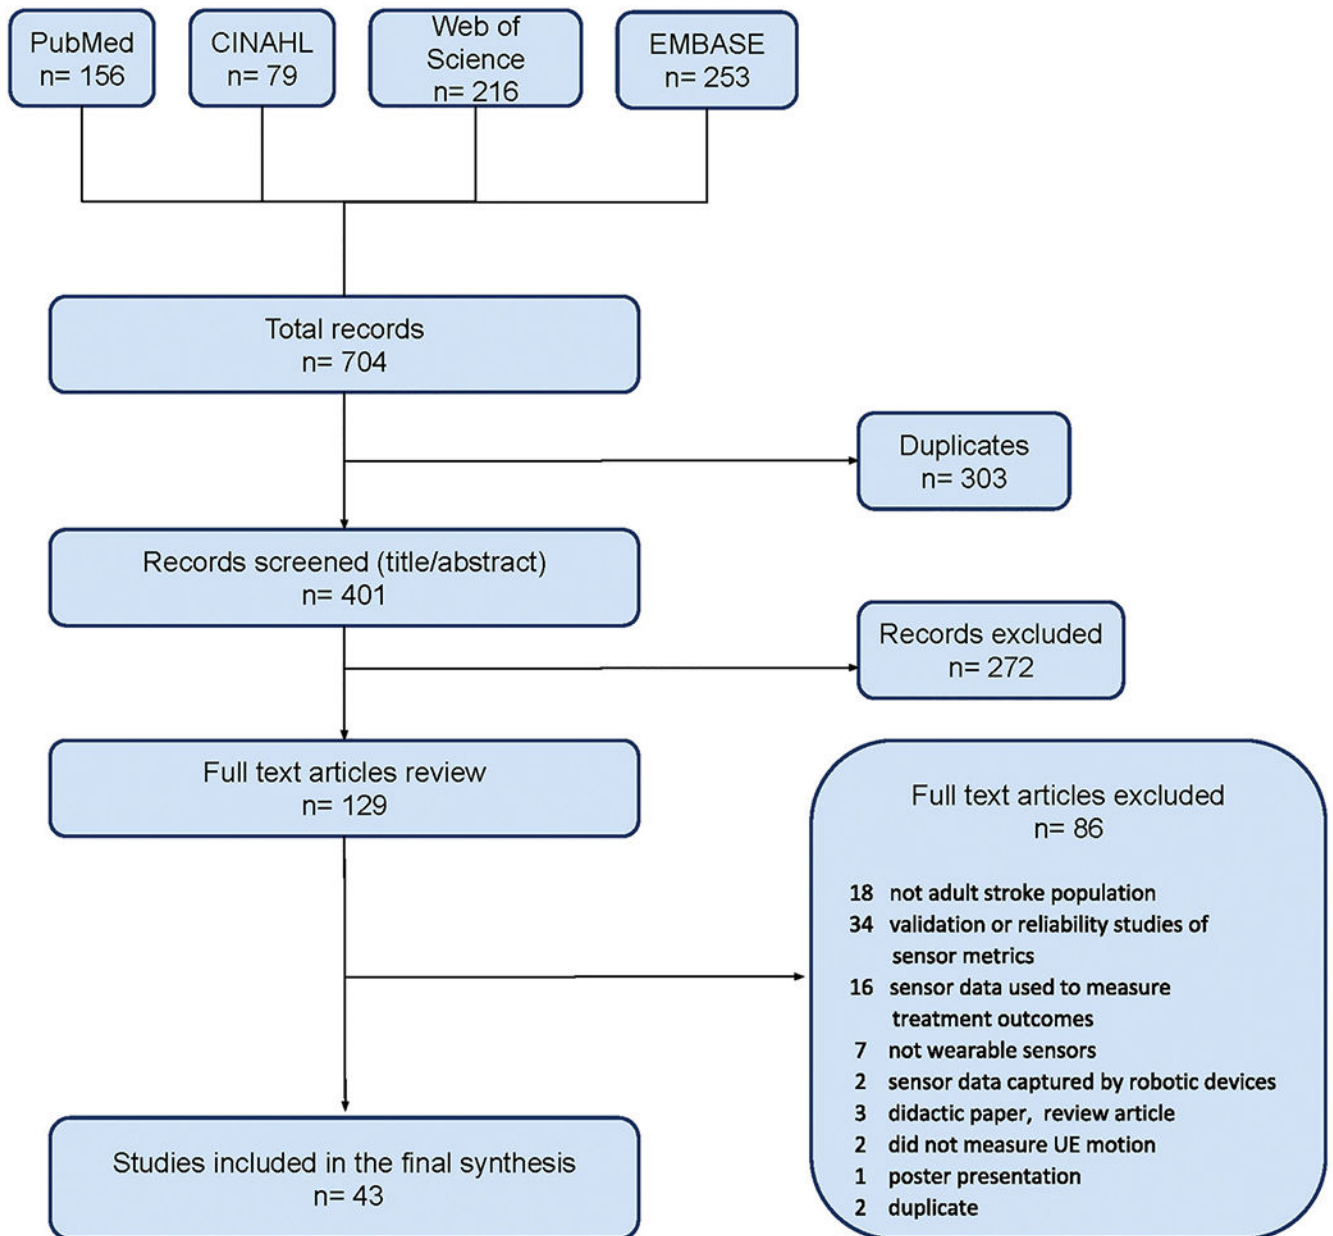 PubMed
n= 156
CINAHL
n= 79
Web of
Science
n= 216
EMBASE
n= 253
Total records
n= 704
Duplicates
n= 303
Records screened (title/abstract)
n= 401
Records excluded
n= 272
Full text articles review
n= 129
Full text articles excluded
n= 86
18 not adult stroke population
34 validation or reliability studies of
sensor metrics
16 sensor data used to measure
treatment outcomes
7 not wearable sensors
2 sensor data captured by robotic devices
3 didactic paper, review article
2 did not measure UE motion
1 poster presentation
2 duplicate
Studies included in the final synthesis
n= 43